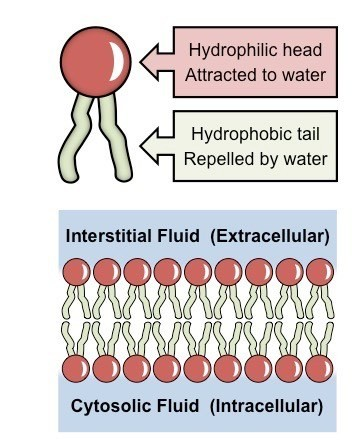 Hydrophilic head
Attracted to water
Hydrophobic tail
Repelled by water
Interstitial Fluid (Extracellular)
Cytosolic Fluid (Intracellular)